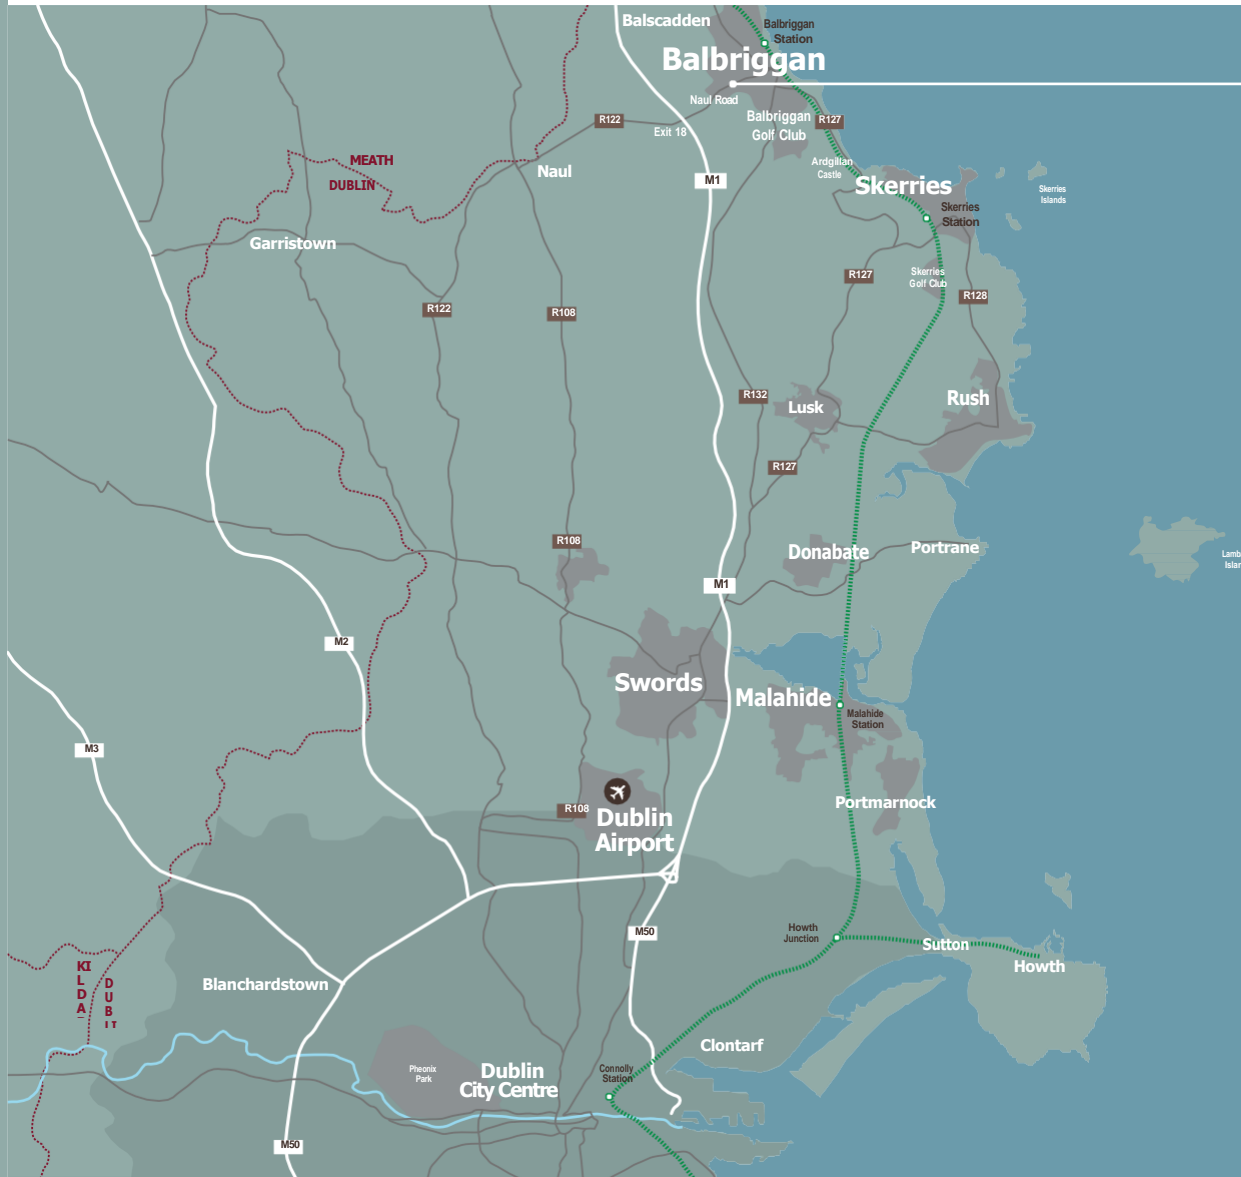 Balscadden
Balbriggan
Station
Balbriggan
Naul Road
R122
Exit 18
Balbriggan
Golf Club
R127
MEATH
DUBLIN
Naul
M1
Ardgillan
Castle
Skerries
Skerries
Islands
Skerries
Station
Garristown
R127
Skerries
Golf Club
R128
R122
R108
R132
Lusk
Rush
R127
R108
Donabate
Portrane
Lamb
Islan
M1
M2
Swords
Malahide
Malahide
Station
M3
R108
Dublin
Airport
Portmarnock
M50
Howth
Junction
Sutton
Howth
KI
L
D
A
D
U
B
Blanchardstown
Clontarf
Pheonix
Park
Dublin
City Centre
Connolly
Station
M50